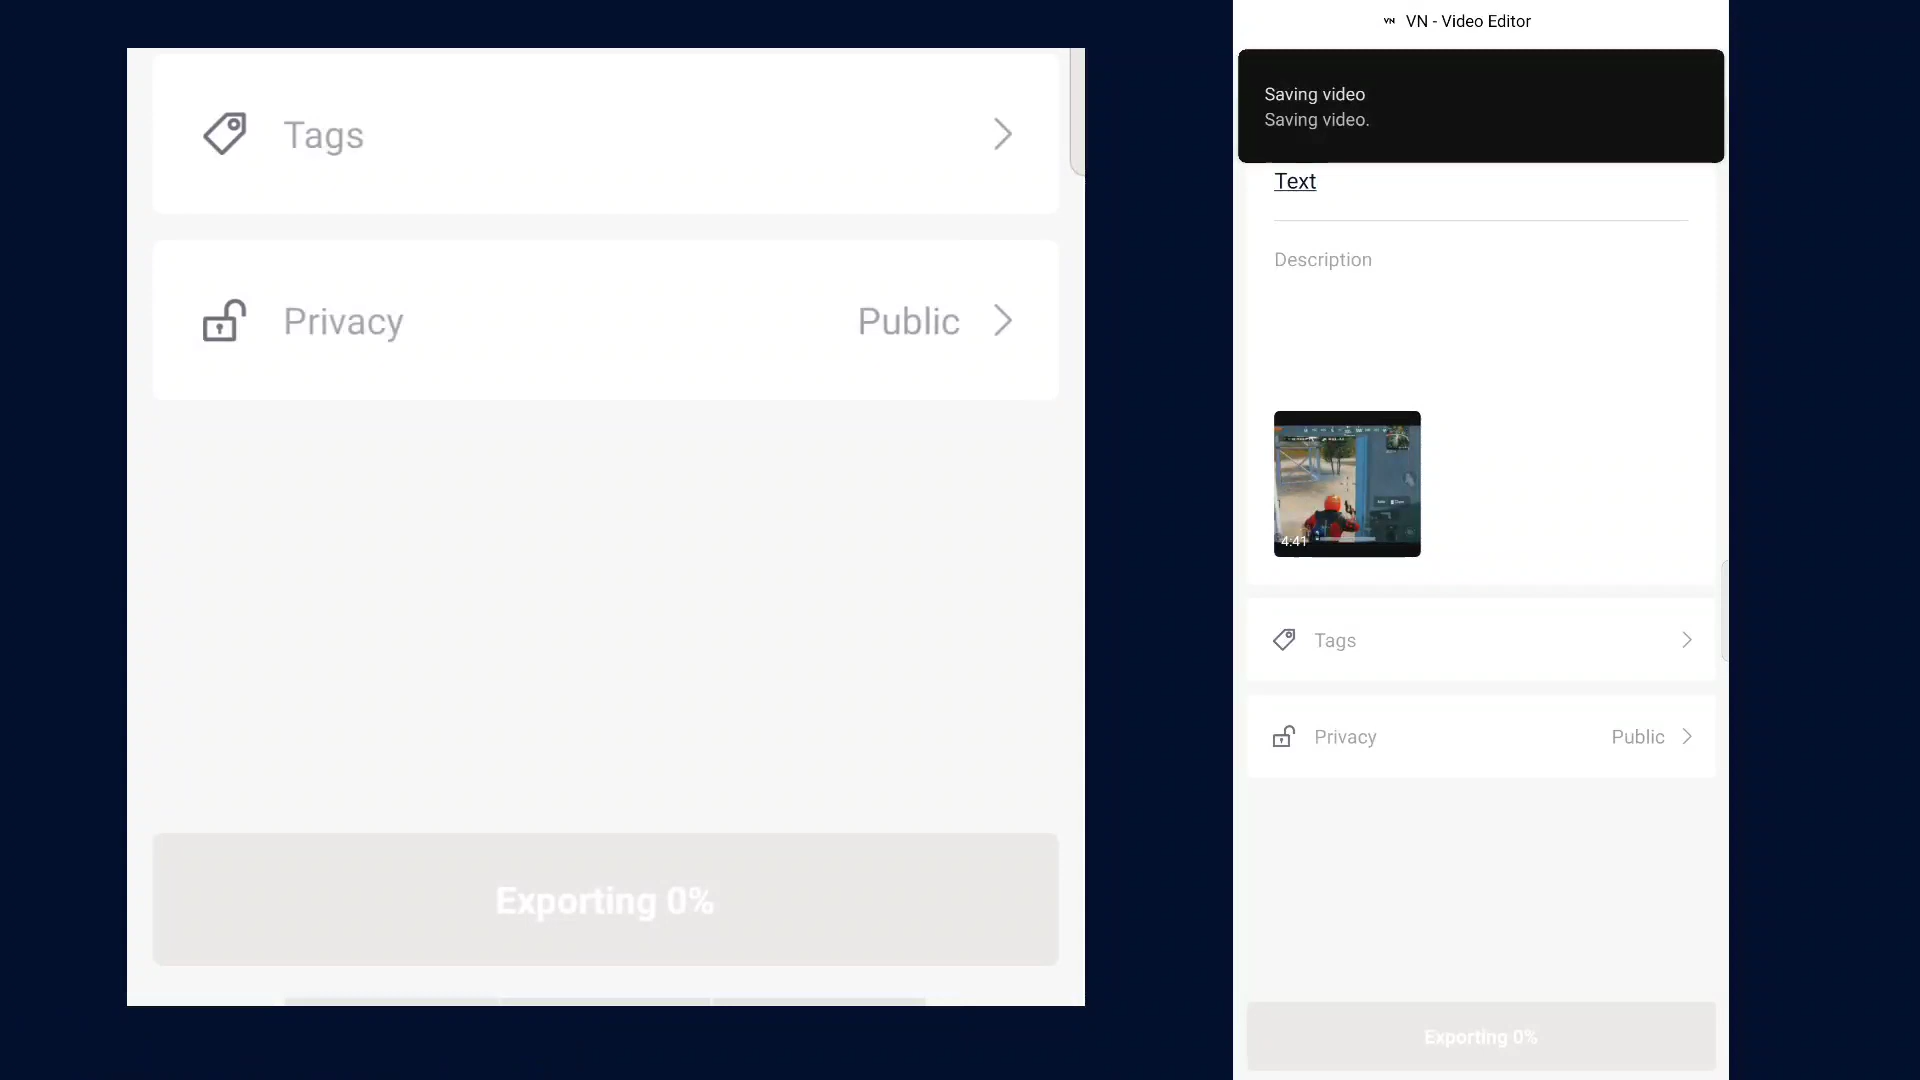 Tags
Privacy
Public
Exporting 0%
VN VN - Video Editor
Saving video
Saving video.
Text
Description
4:41
Tags
Privacy
Public
Exporting 0%